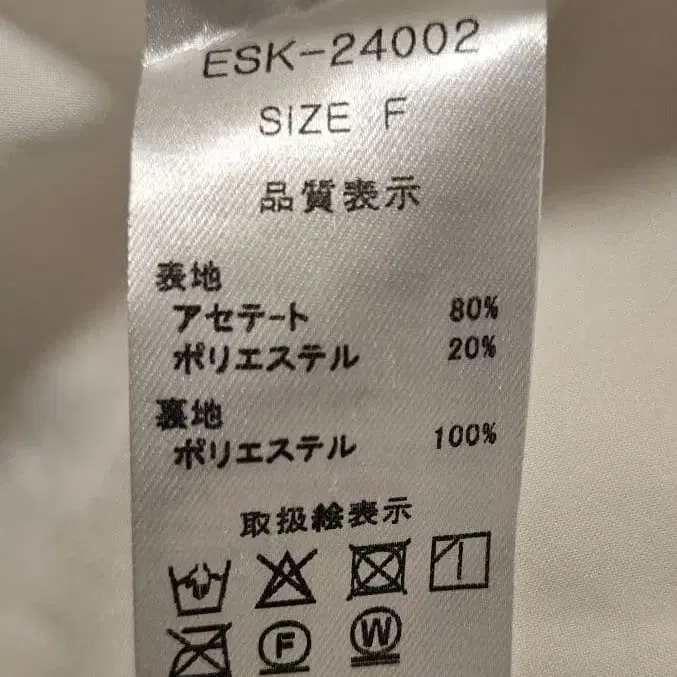 ESK-24002
SIZE F
品質表示
表地
アセテート 80%
ポリエステル 20%
裏地
ポリエステル 100%
取扱絵表示
F W